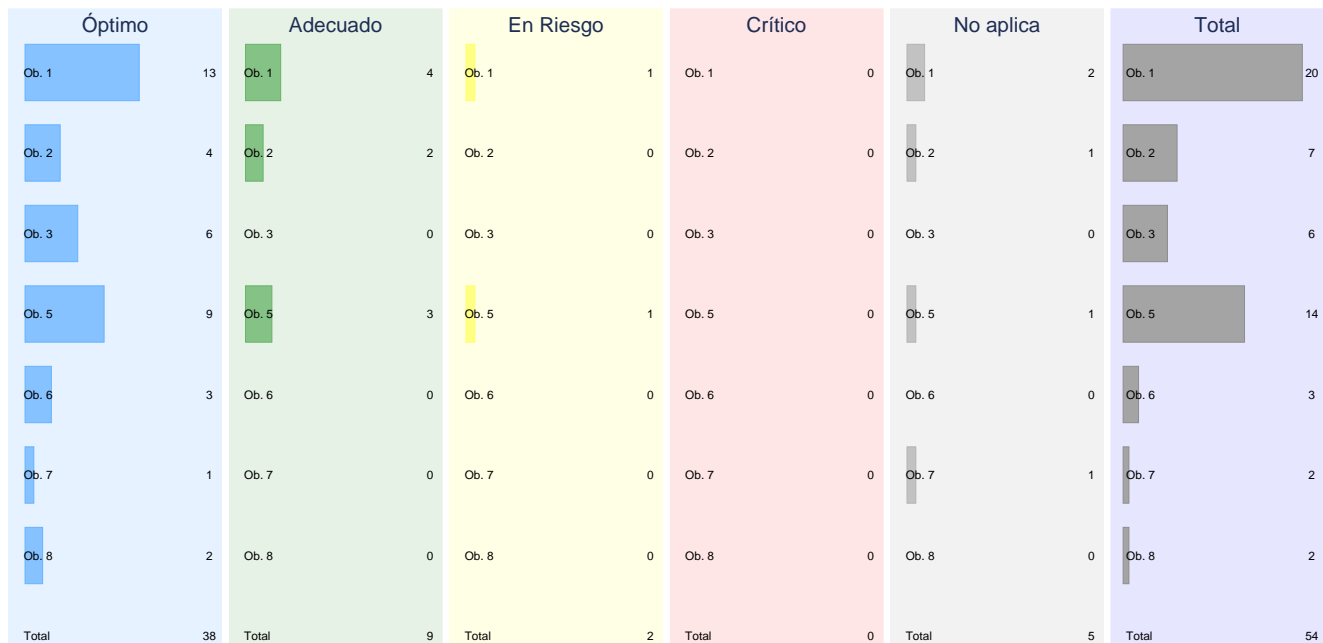 Óptimo Adecuado En Riesgo Crítico No aplica Total
Ob. 1 13 Ob. 1 4 Ob. 1 1 Ob. 1 0 Ob. 1 2 Ob. 1 20
Ob. 2 4 Ob. 2 2 Ob. 2 0 Ob. 2 0 Ob. 2 1 Ob. 2 7
Ob. 3 6 Ob. 3 0 Ob. 3 0 Ob. 3 0 Ob. 3 0 Ob. 3 6
Ob. 5 9 Ob. 5 3 Ob. 5 1 Ob. 5 0 Ob. 5 1 Ob. 5 14
Ob. 6 3 Ob. 6 0 Ob. 6 0 Ob. 6 0 Ob. 6 0 Ob. 6 3
Ob. 7 1 Ob. 7 0 Ob. 7 0 Ob. 7 0 Ob. 7 1 Ob. 7 2
Ob. 8 2 Ob. 8 0 Ob. 8 0 Ob. 8 0 Ob. 8 0 Ob. 8 2
Total 38 Total 9 Total 2 Total 0 Total 5 Total 54